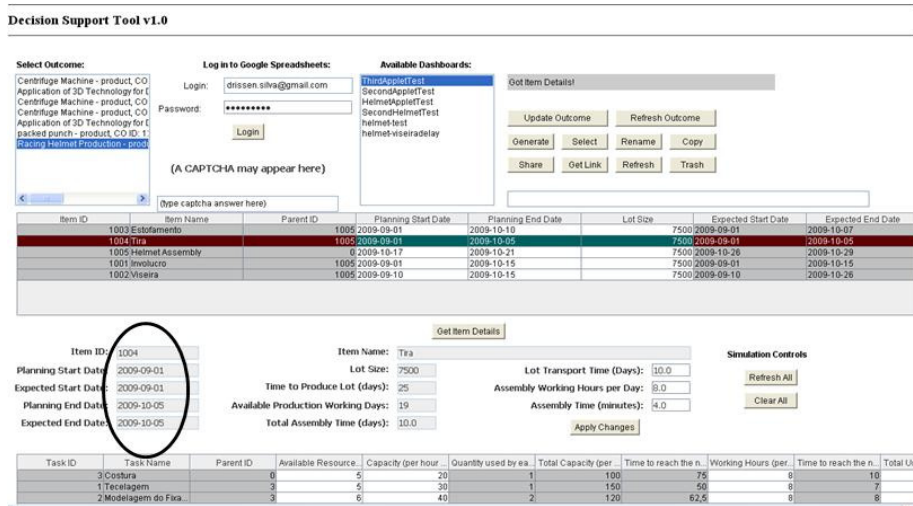 Decision Support Tool v1.0
Select Outcome: Log in to Google Spreadsheets: Available Dashboards:
Centrifuge Machine - product, CO
Application of 3D Technology for D
Centrifuge Machine - product, CO
Centrifuge Machine - product, CO
Application of 3D Technology for D
packed punch - product, CO ID: 1
Racing Helmet Production - produ
Login: drissen.silva@gmail.com
Password: •••••••••
Login
(A CAPTCHA may appear here)
(type captcha answer here)
ThirdAppletTest
SecondAppletTest
HelmetAppletTest
SecondHelmetTest
helmet-test
helmet-viseiradelay
Got Item Details!
Update Outcome Refresh Outcome
Generate Select Rename Copy
Share Get Link Refresh Trash
Item ID Item Name Parent ID Planning Start Date Planning End Date Lot Size Expected Start Date Expected End Date
1003 Estofamento 1005 2009-09-01 2009-10-10 7500 2009-09-01 2009-10-07
1004 Tira 1005 2009-09-01 2009-10-05 7500 2009-09-01 2009-10-05
1005 Helmet Assembly 0 2009-10-17 2009-10-21 7500 2009-10-26 2009-10-29
1001 Involucro 1005 2009-09-01 2009-10-15 7500 2009-09-01 2009-10-15
1002 Viseira 1005 2009-09-10 2009-10-15 7500 2009-09-10 2009-10-26
Get Item Details
Item ID: 1004 Item Name: Tira Simulation Controls
Planning Start Date: 2009-09-01 Lot Size: 7500 Lot Transport Time (Days): 10.0 Refresh All
Expected Start Date: 2009-09-01 Time to Produce Lot (days): 25 Assembly Working Hours per Day: 8.0
Planning End Date: 2009-10-05 Available Production Working Days: 19 Assembly Time (minutes): 4.0 Clear All
Expected End Date: 2009-10-05 Total Assembly Time (days): 10.0 Apply Changes
Task ID Task Name Parent ID Available Resource... Capacity (per hour ... Quantity used by ea... Total Capacity (per ... Time to reach the n... Working Hours (per... Time to reach the n... Total Un
3 Costura 0 5 20 1 100 75 8 10
1 Tecelagem 3 5 30 1 150 50 8 7
2 Modelagem do Fixa... 3 6 40 2 120 62,5 8 8